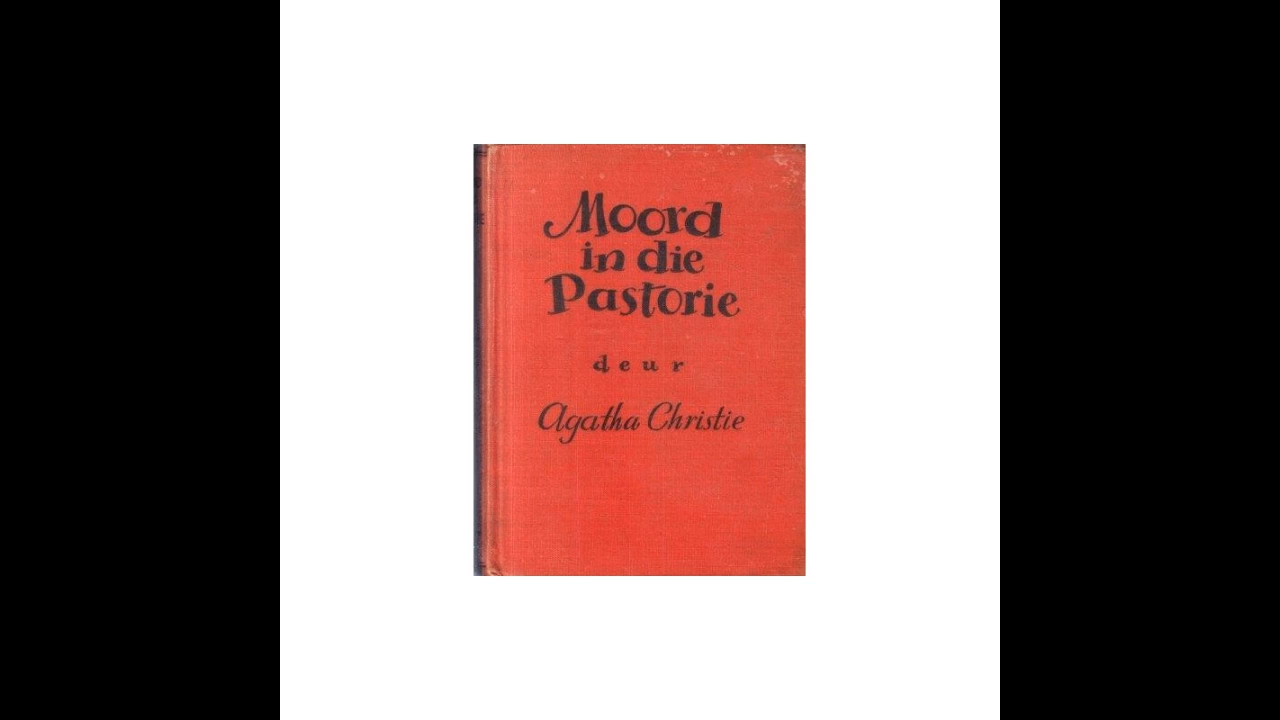 Moord
in die
Pastorie
deur
Agatha Christie